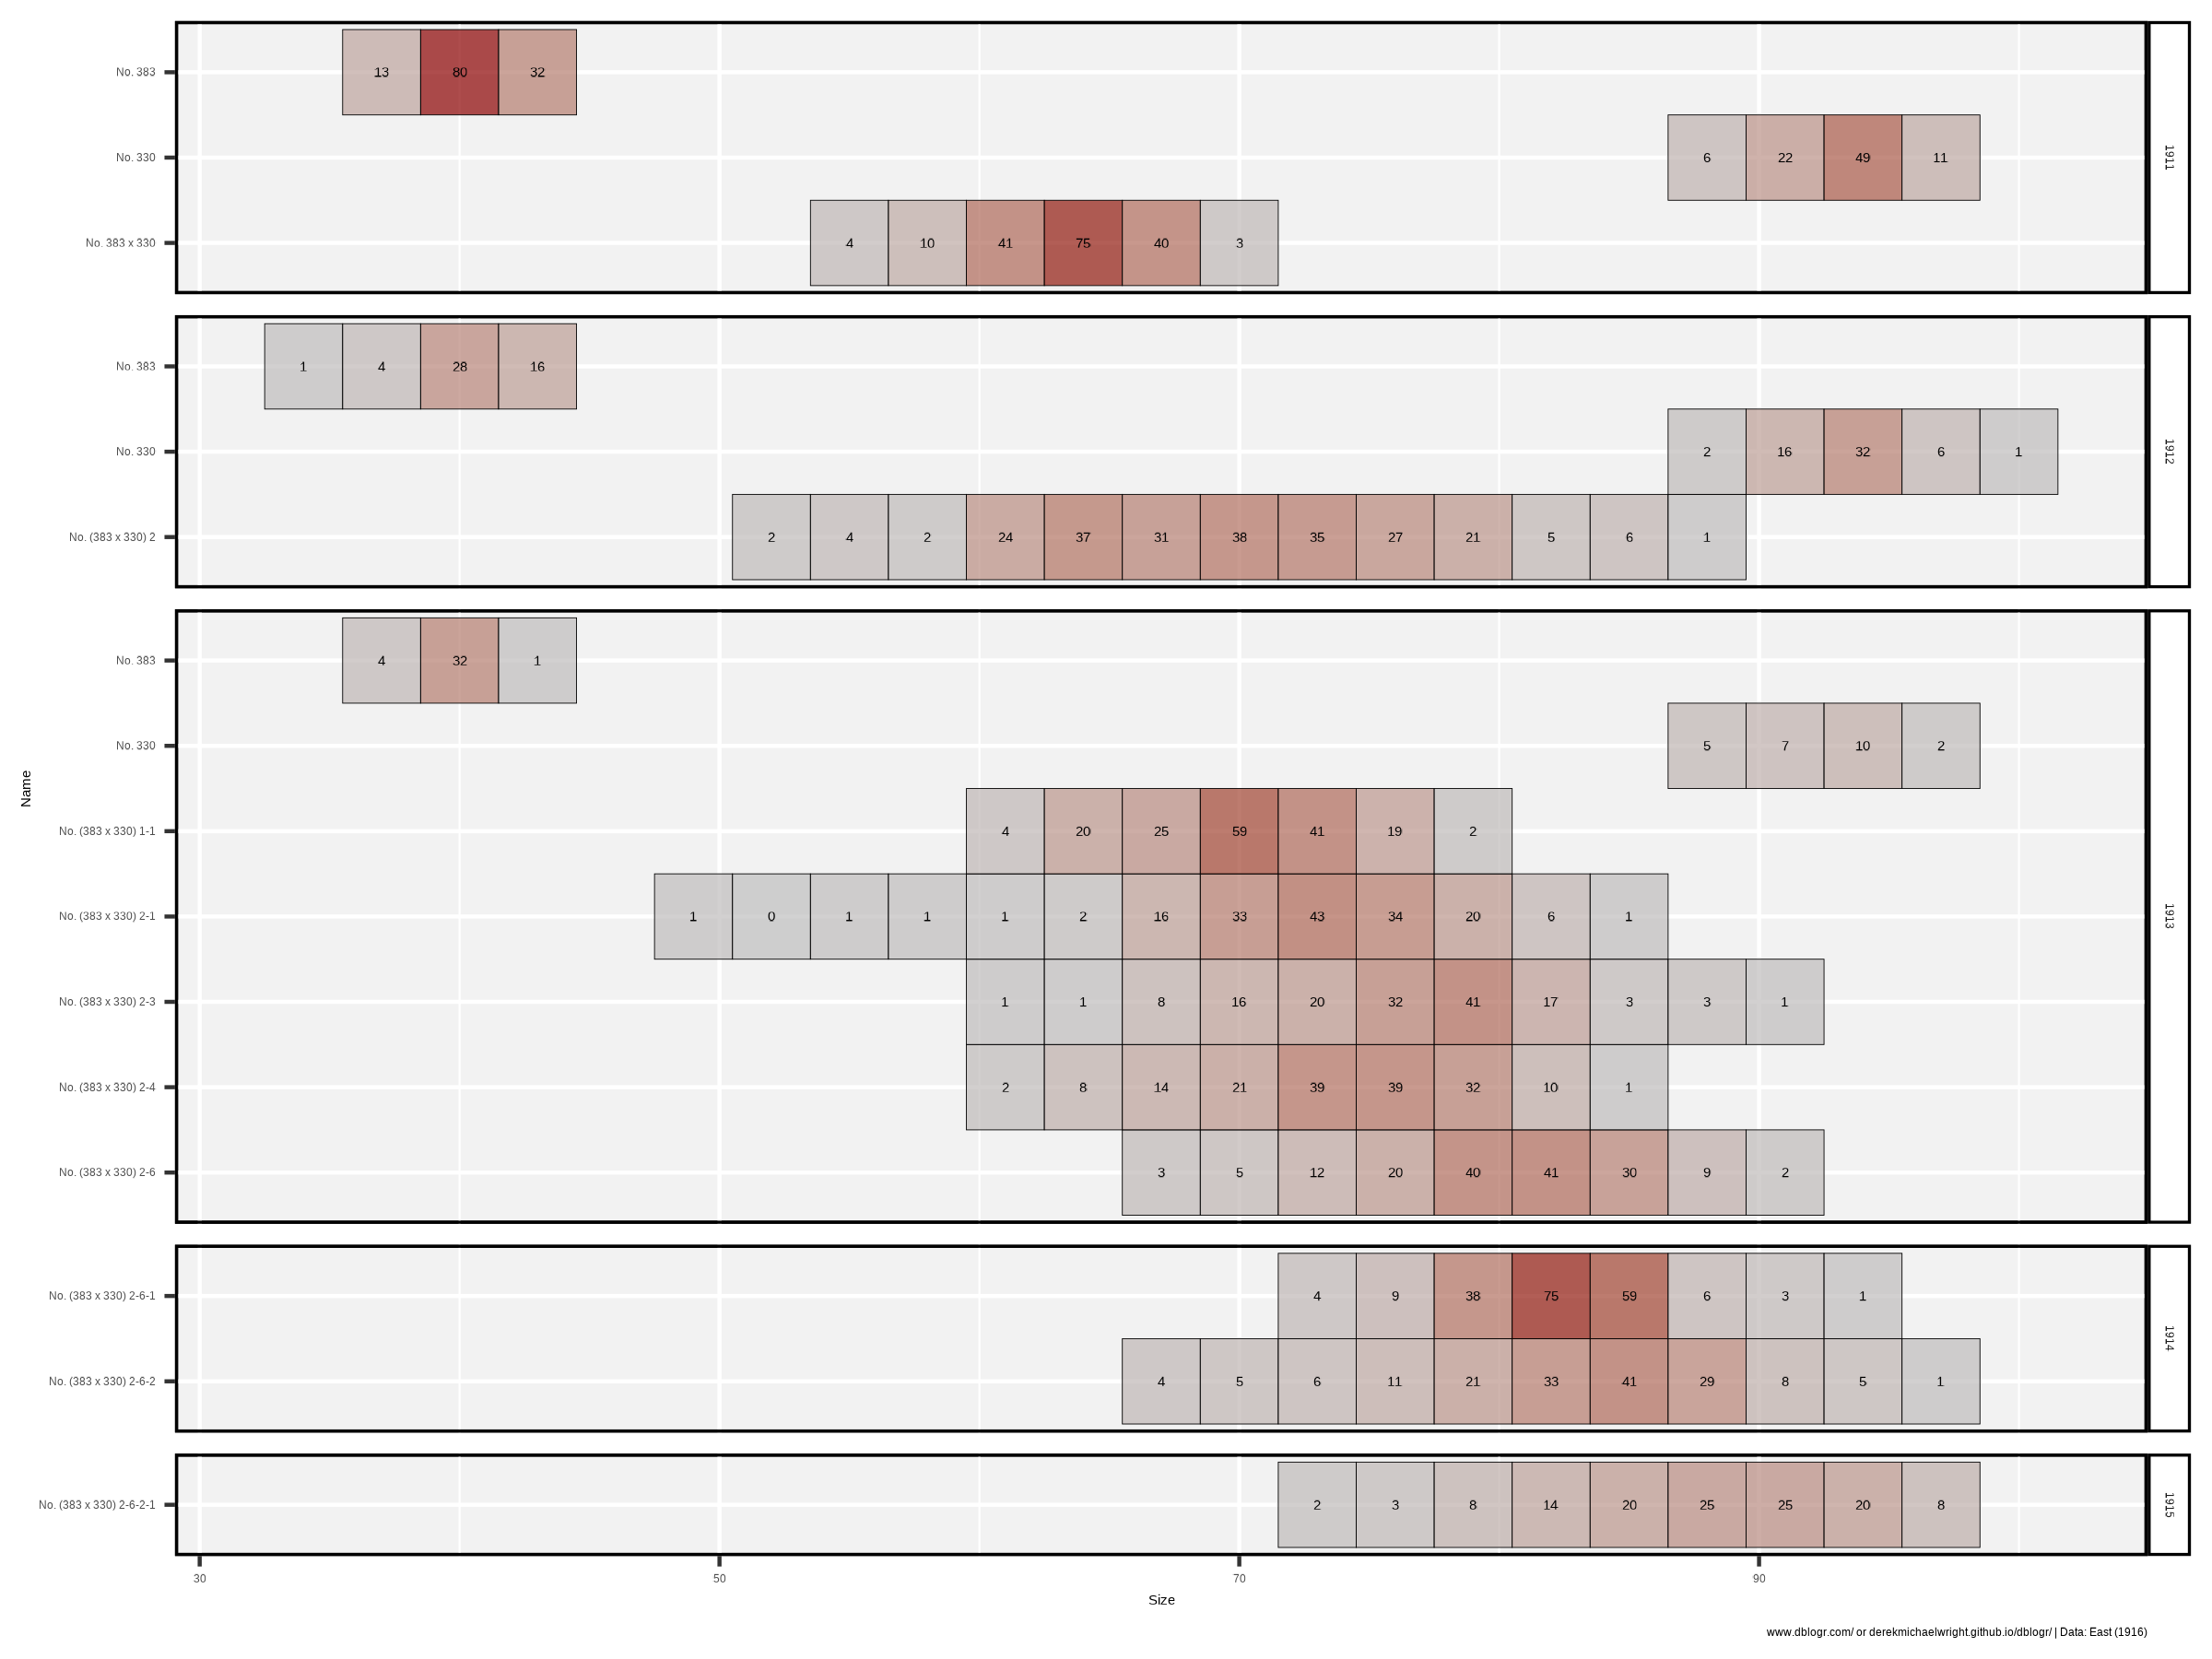 No. 383 13 80 32
No. 330 6 22 49 11
No. 383 x 330 4 10 41 75 40 3
1911
No. 383 1 4 28 16
No. 330 2 16 32 6 1
No. (383 x 330) 2 2 4 2 24 37 31 38 35 27 21 5 6 1
1912
Name
No. 383 4 32 1
No. 330 5 7 10 2
No. (383 x 330) 1-1 4 20 25 59 41 19 2
No. (383 x 330) 2-1 1 0 1 1 1 2 16 33 43 34 20 6 1
No. (383 x 330) 2-3 1 1 8 16 20 32 41 17 3 3 1
No. (383 x 330) 2-4 2 8 14 21 39 39 32 10 1
No. (383 x 330) 2-6 3 5 12 20 40 41 30 9 2
1913
No. (383 x 330) 2-6-1 4 9 38 75 59 6 3 1
No. (383 x 330) 2-6-2 4 5 6 11 21 33 41 29 8 5 1
1914
No. (383 x 330) 2-6-2-1 2 3 8 14 20 25 25 20 8
1915
30 50 70 90
Size
www.dblogr.com/ or derekmichaelwright.github.io/dblogr/ | Data: East (1916)